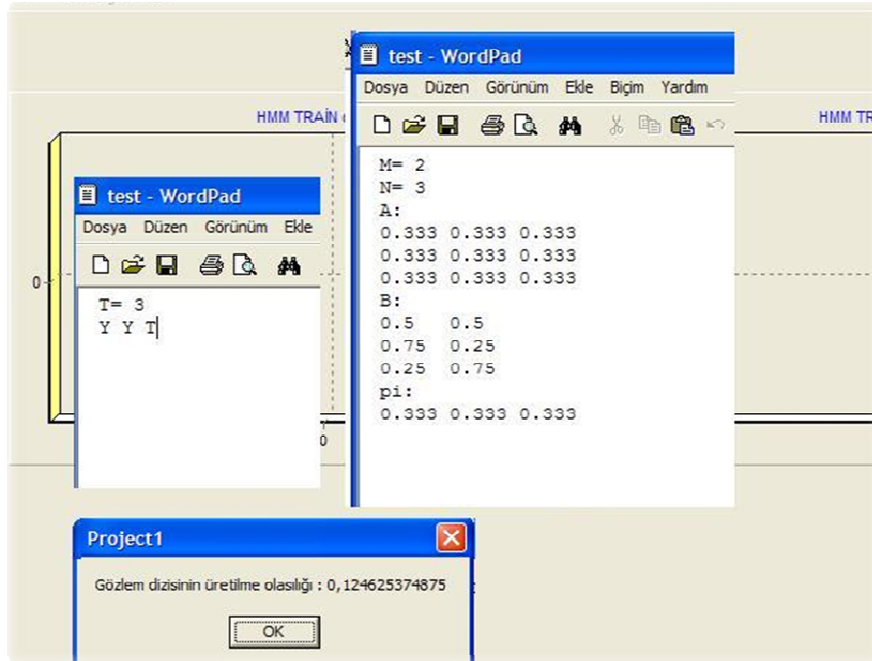 test - WordPad
Dosya Düzen Görünüm Ekle Biçim Yardım
HMM TRAİN
HMM TR
M= 2
N= 3
A:
0.333 0.333 0.333
0.333 0.333 0.333
0.333 0.333 0.333
B:
0.5 0.5
0.75 0.25
0.25 0.75
pi:
0.333 0.333 0.333
test - WordPad
Dosya Düzen Görünüm Ekle
0
T= 3
Y Y T
0
Project1
Gözlem dizisinin üretilme olasılığı : 0,124625374875
OK